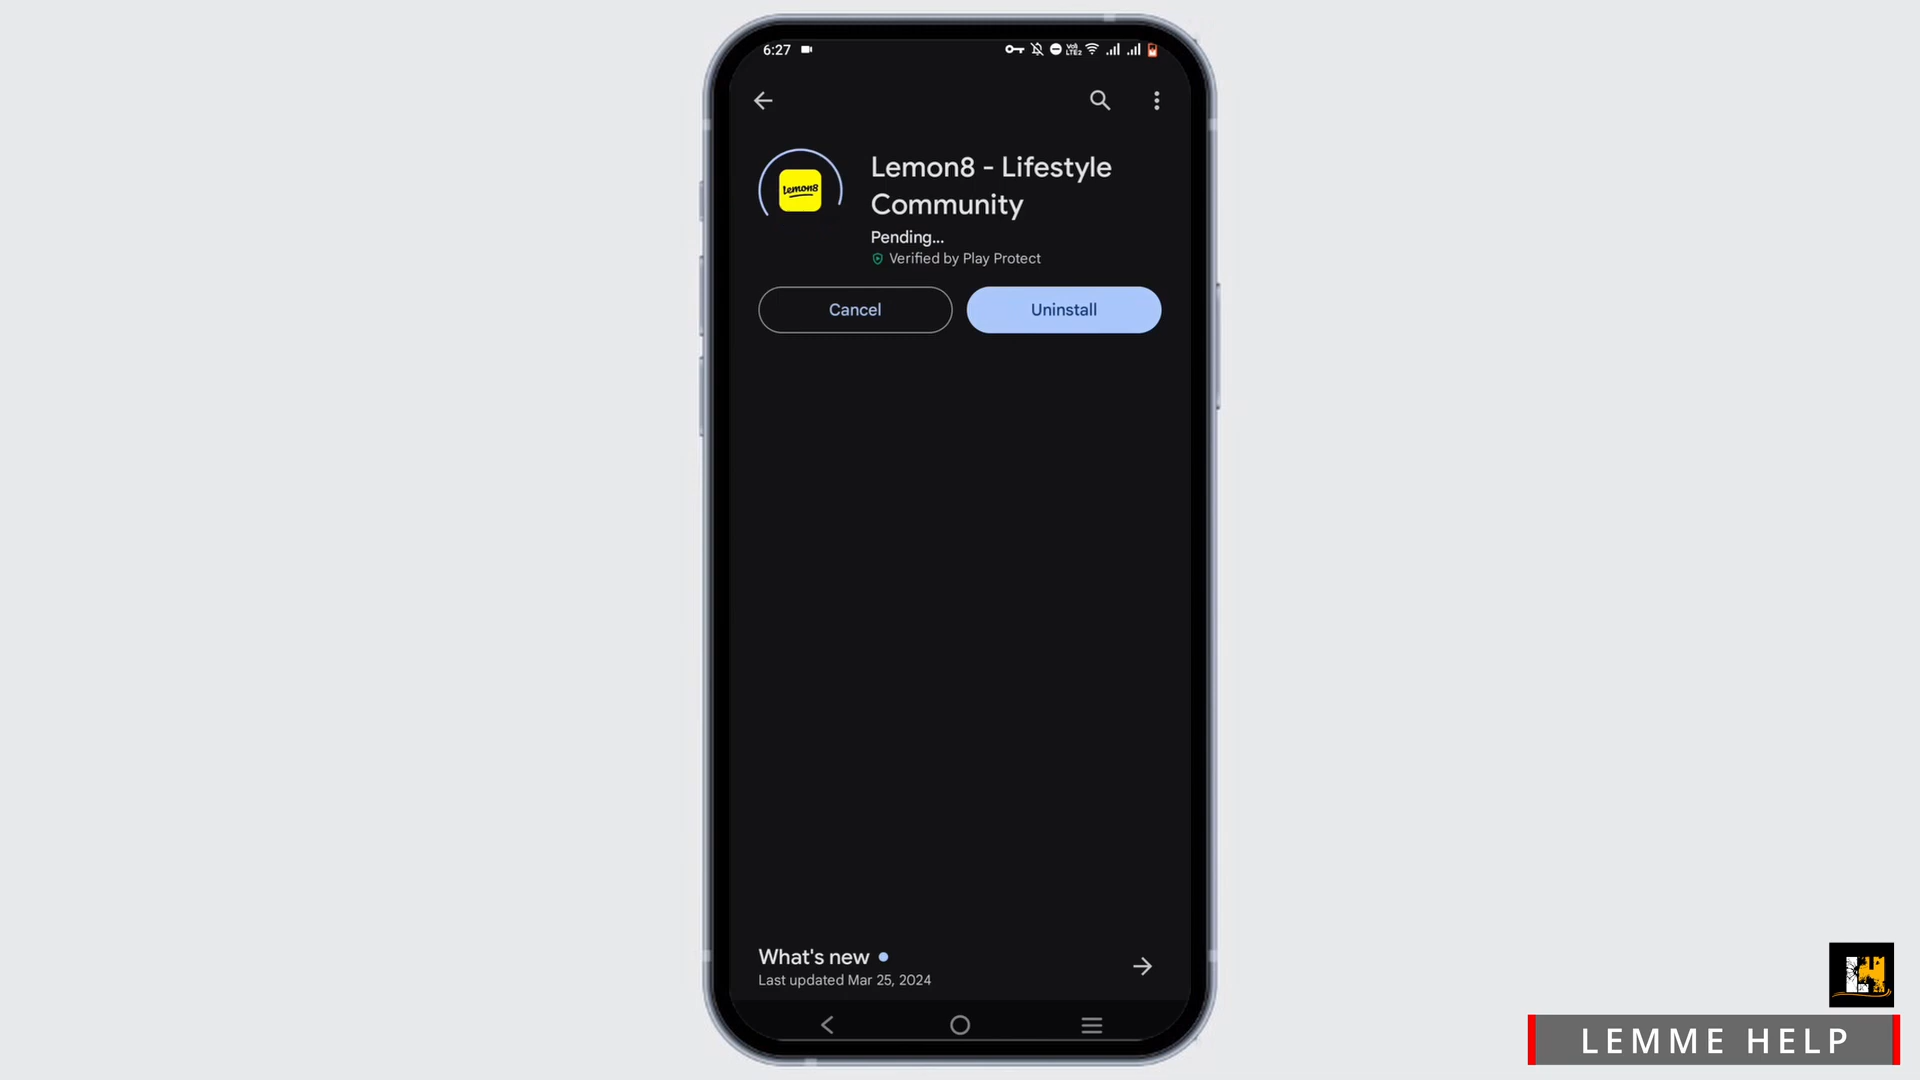 6:27
Lemon8 - Lifestyle
Community
lemon8
Pending...
Verified by Play Protect
Cancel
Uninstall
What's new
Last updated Mar 25, 2024
LEMME HELP